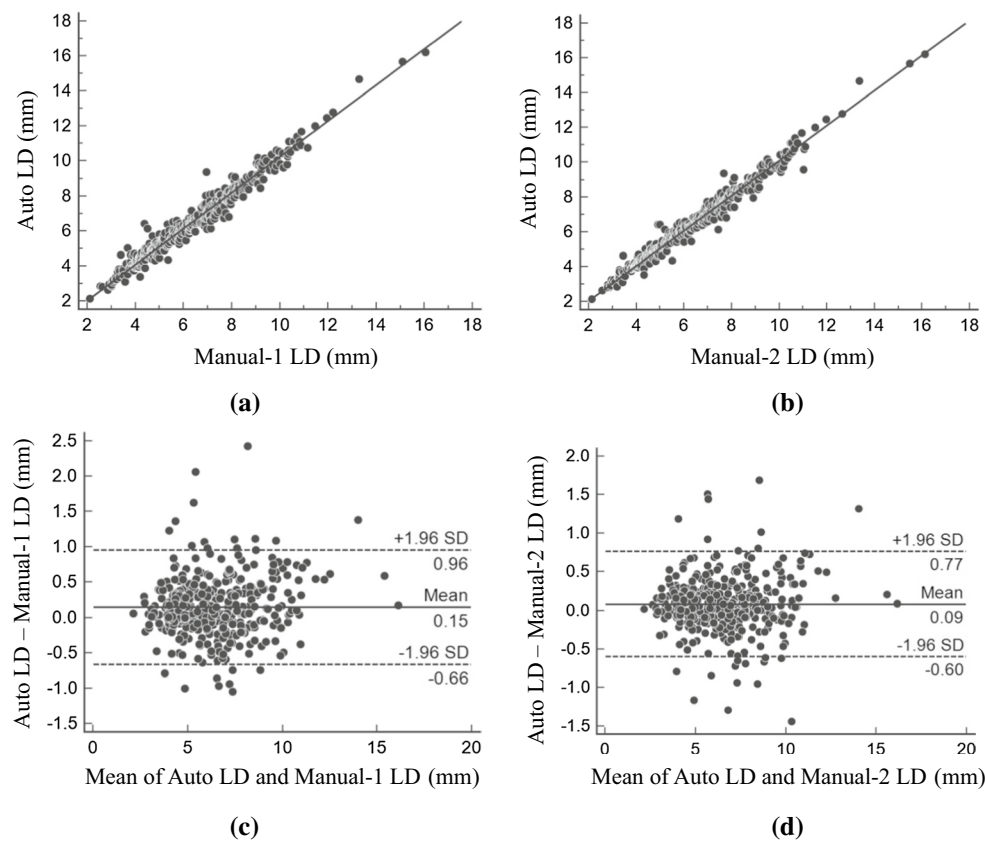 18
16
14
12
10
8
6
4
2
Auto LD (mm)
2 4 6 8 10 12 14 16 18
Manual-1 LD (mm)
(a)
18
16
14
12
10
8
6
4
2
Auto LD (mm)
2 4 6 8 10 12 14 16 18
Manual-2 LD (mm)
(b)
2.5
2.0
1.5
1.0
0.5
0.0
-0.5
-1.0
-1.5
Auto LD – Manual-1 LD (mm)
+1.96 SD
0.96
Mean
0.15
-1.96 SD
-0.66
0 5 10 15 20
Mean of Auto LD and Manual-1 LD (mm)
(c)
2.0
1.5
1.0
0.5
0.0
-0.5
-1.0
-1.5
Auto LD – Manual-2 LD (mm)
+1.96 SD
0.77
Mean
0.09
-1.96 SD
-0.60
0 5 10 15 20
Mean of Auto LD and Manual-2 LD (mm)
(d)